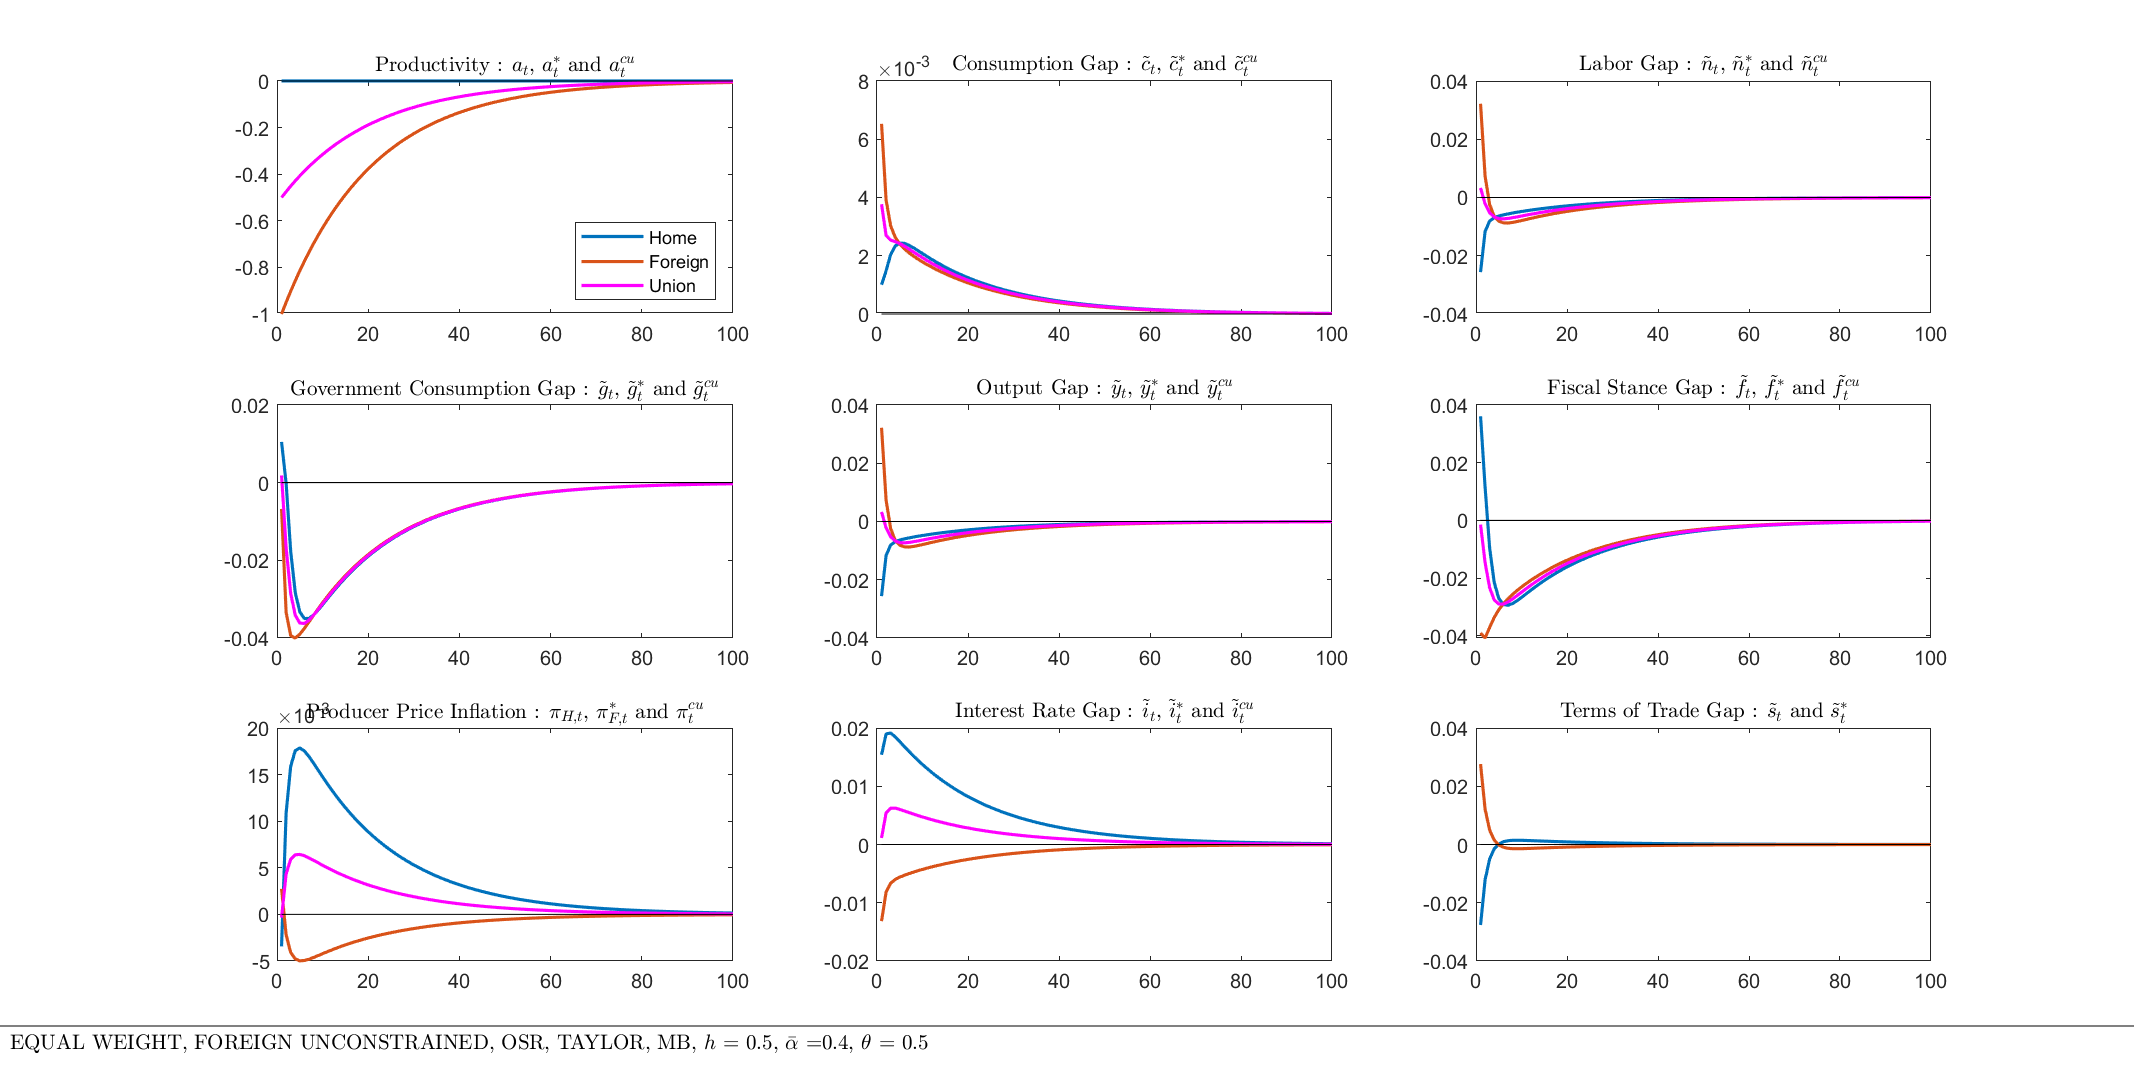 Productivity : a_t, a_t^* and a_t^{cu}
0
-0.2
-0.4
-0.6
-0.8
-1
0 20 40 60 80 100
Home
Foreign
Union
Consumption Gap : c̃_t, c̃_t^* and c̃_t^{cu}
×10^{-3}
8
6
4
2
0
0 20 40 60 80 100
Labor Gap : ñ_t, ñ_t^* and ñ_t^{cu}
0.04
0.02
0
-0.02
-0.04
0 20 40 60 80 100
Government Consumption Gap : g̃_t, g̃_t^* and g̃_t^{cu}
0.02
0
-0.02
-0.04
0 20 40 60 80 100
Output Gap : ỹ_t, ỹ_t^* and ỹ_t^{cu}
0.04
0.02
0
-0.02
-0.04
0 20 40 60 80 100
Fiscal Stance Gap : f̃_t, f̃_t^* and f̃_t^{cu}
0.04
0.02
0
-0.02
-0.04
0 20 40 60 80 100
Producer Price Inflation : π_{H,t}, π_{F,t}^* and π_t^{cu}
×10^{-3}
20
15
10
5
0
-5
0 20 40 60 80 100
Interest Rate Gap : ĩ_t, ĩ_t^* and ĩ_t^{cu}
0.02
0.01
0
-0.01
-0.02
0 20 40 60 80 100
Terms of Trade Gap : s̃_t and s̃_t^*
0.04
0.02
0
-0.02
-0.04
0 20 40 60 80 100
EQUAL WEIGHT, FOREIGN UNCONSTRAINED, OSR, TAYLOR, MB, h = 0.5, ᾱ =0.4, θ = 0.5